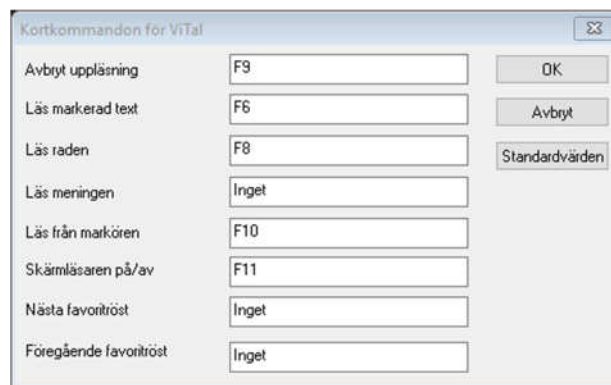 Kortkommandon för ViTal
Avbryt uppläsning F9 OK
Läs markerad text F6 Avbryt
Läs raden F8 Standardvärden
Läs meningen Inget
Läs från markören F10
Skärmläsaren på/av F11
Nästa favoritröst Inget
Föregående favoritröst Inget